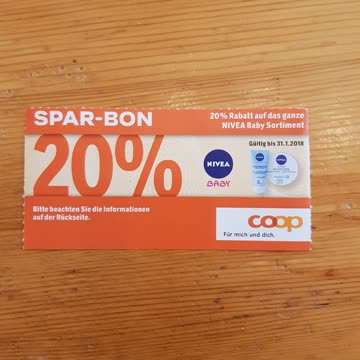 SPAR-BON
20% Rabatt auf das ganze
NIVEA Baby Sortiment
20%
Gültig bis 31.1.2018
NIVEA
BABY
Bitte beachten Sie die Informationen
auf der Rückseite.
coop
Für mich und dich.